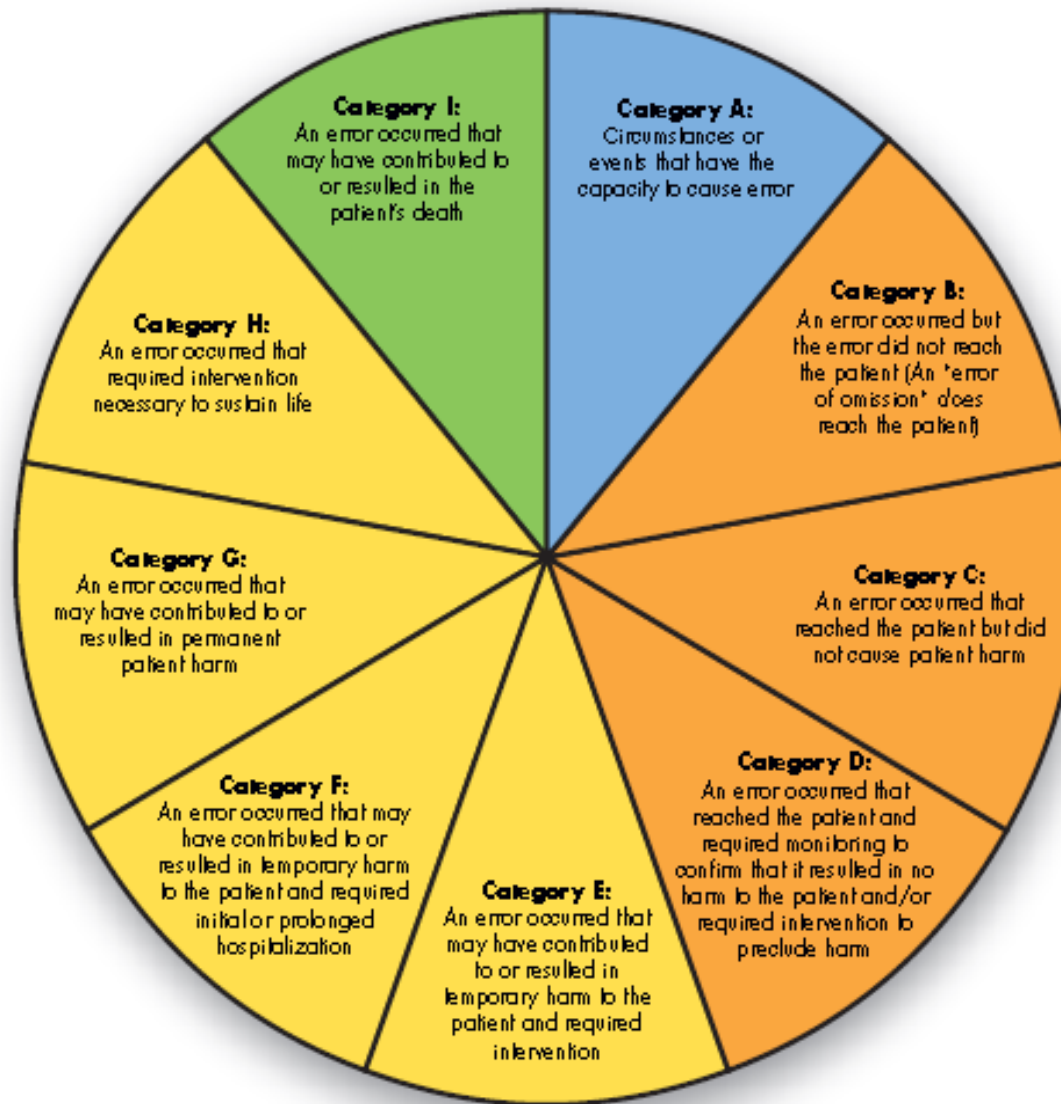 Category I:
An error occurred that
may have contributed to
or resulted in the
patient's death
Category A:
Circumstances or
events that have the
capacity to cause error
Category B:
An error occurred but
the error did not reach
the patient (An "error
of omission" does
reach the patient)
Category C:
An error occurred that
reached the patient but did
not cause patient harm
Category D:
An error occurred that
reached the patient and
required monitoring to
confirm that it resulted in no
harm to the patient and/or
required intervention to
preclude harm
Category E:
An error occurred that
may have contributed
to or resulted in
temporary harm to the
patient and required
intervention
Category F:
An error occurred that may
have contributed to or
resulted in temporary harm
to the patient and required
initial or prolonged
hospitalization
Category G:
An error occurred that
may have contributed to or
resulted in permanent
patient harm
Category H:
An error occurred that
required intervention
necessary to sustain life